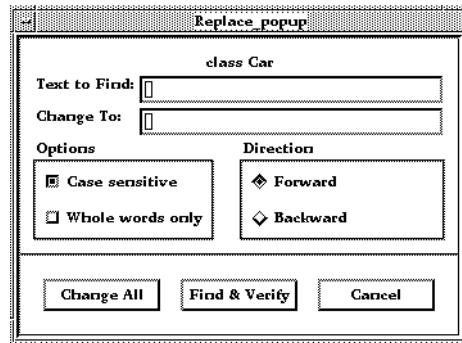 Replace_popup
class Car
Text to Find:
Change To:
Options Direction
Case sensitive Forward
Whole words only Backward
Change All Find & Verify Cancel